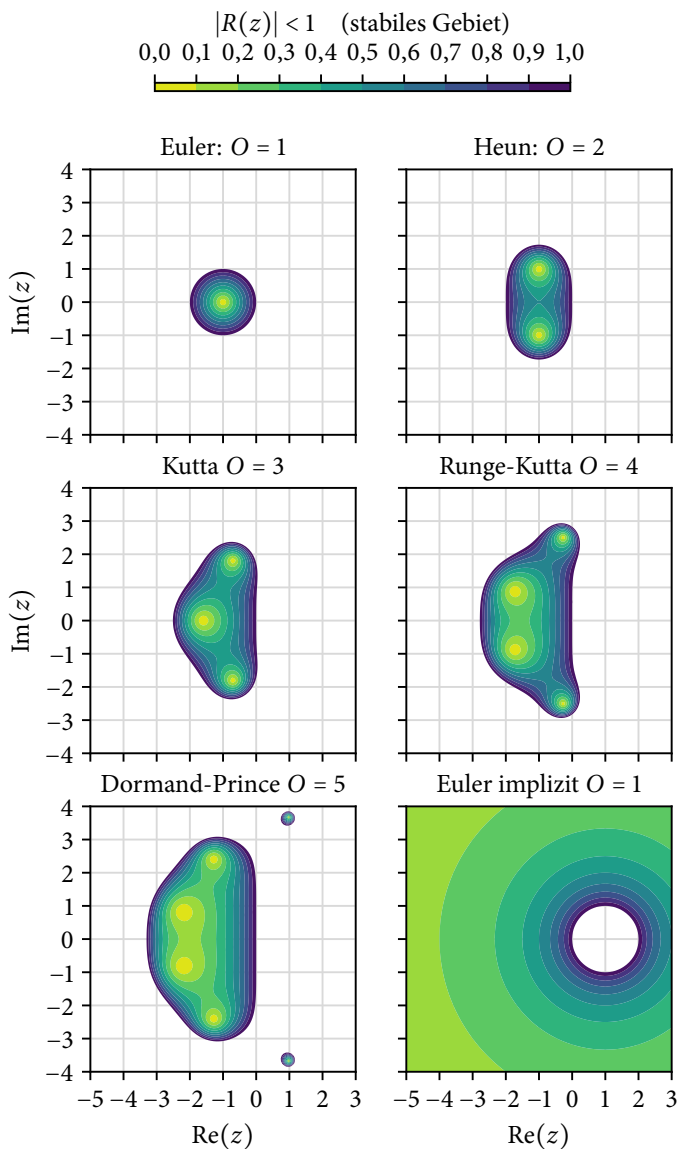 |R(z)| < 1 (stabiles Gebiet)
0,0 0,1 0,2 0,3 0,4 0,5 0,6 0,7 0,8 0,9 1,0
Euler: O = 1
4
3
2
1
0
−1
−2
−3
−4
Im(z)
Heun: O = 2
Kutta O = 3
4
3
2
1
0
−1
−2
−3
−4
Im(z)
Runge-Kutta O = 4
Dormand-Prince O = 5
4
3
2
1
0
−1
−2
−3
−4
−5 −4 −3 −2 −1 0 1 2 3
Re(z)
Euler implizit O = 1
−5 −4 −3 −2 −1 0 1 2 3
Re(z)